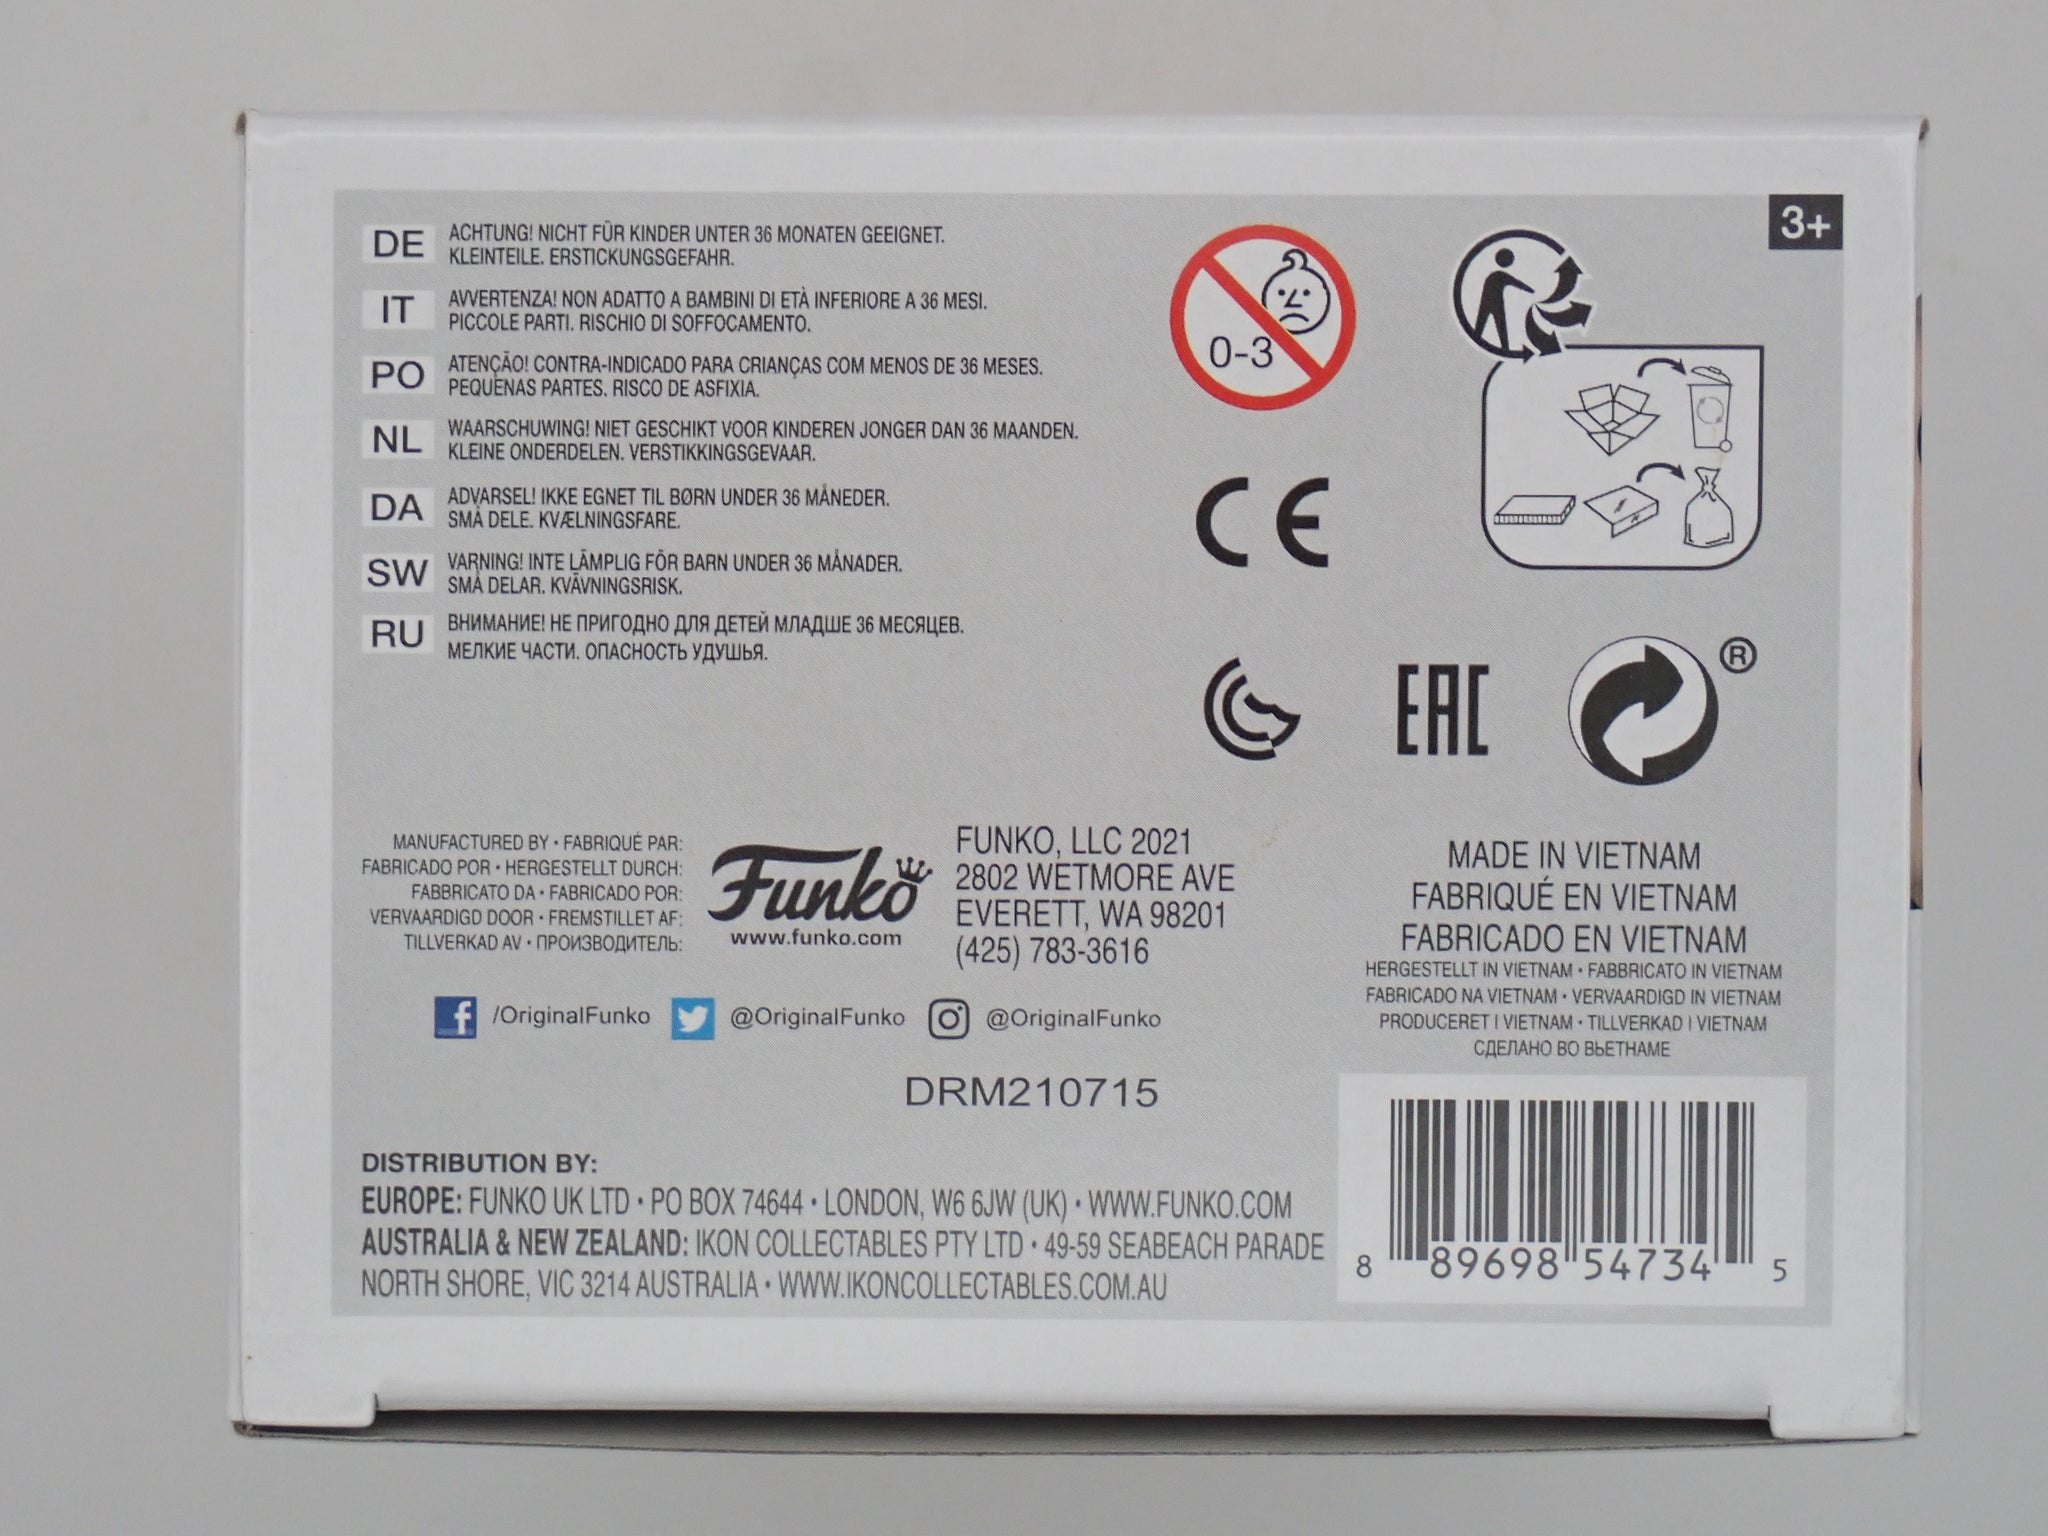 3+
DE
ACHTUNG! NICHT FÜR KINDER UNTER 36 MONATEN GEEIGNET.
KLEINTEILE. ERSTICKUNGSGEFAHR.
IT
AVVERTENZA! NON ADATTO A BAMBINI DI ETÀ INFERIORE A 36 MESI.
PICCOLE PARTI. RISCHIO DI SOFFOCAMENTO.
PO
ATENÇÃO! CONTRA-INDICADO PARA CRIANÇAS COM MENOS DE 36 MESES.
PEQUENAS PARTES. RISCO DE ASFIXIA.
NL
WAARSCHUWING! NIET GESCHIKT VOOR KINDEREN JONGER DAN 36 MAANDEN.
KLEINE ONDERDELEN. VERSTIKKINGSGEVAAR.
DA
ADVARSEL! IKKE EGNET TIL BØRN UNDER 36 MÅNEDER.
SMÅ DELE. KVÆLNINGSFARE.
SW
VARNING! INTE LÄMPLIG FÖR BARN UNDER 36 MÅNADER.
SMÅ DELAR. KVÄVNINGSRISK.
RU
ВНИМАНИЕ! НЕ ПРИГОДНО ДЛЯ ДЕТЕЙ МЛАДШЕ 36 МЕСЯЦЕВ.
МЕЛКИЕ ЧАСТИ. ОПАСНОСТЬ УДУШЬЯ.
0-3
CE
EAC
®
MANUFACTURED BY • FABRIQUÉ PAR:
FABRICADO POR • HERGESTELLT DURCH:
FABBRICATO DA • FABRICADO POR:
VERVAARDIGD DOOR • FREMSTILLET AF:
TILLVERKAD AV • ПРОИЗВОДИТЕЛЬ:
Funko
www.funko.com
FUNKO, LLC 2021
2802 WETMORE AVE
EVERETT, WA 98201
(425) 783-3616
MADE IN VIETNAM
FABRIQUÉ EN VIETNAM
FABRICADO EN VIETNAM
HERGESTELLT IN VIETNAM • FABBRICATO IN VIETNAM
FABRICADO NA VIETNAM • VERVAARDIGD IN VIETNAM
PRODUCERET I VIETNAM • TILLVERKAD I VIETNAM
СДЕЛАНО ВО ВЬЕТНАМЕ
f /OriginalFunko @OriginalFunko @OriginalFunko
DRM210715
DISTRIBUTION BY:
EUROPE: FUNKO UK LTD • PO BOX 74644 • LONDON, W6 6JW (UK) • WWW.FUNKO.COM
AUSTRALIA & NEW ZEALAND: IKON COLLECTABLES PTY LTD • 49-59 SEABEACH PARADE
NORTH SHORE, VIC 3214 AUSTRALIA • WWW.IKONCOLLECTABLES.COM.AU
8 89698 54734 5